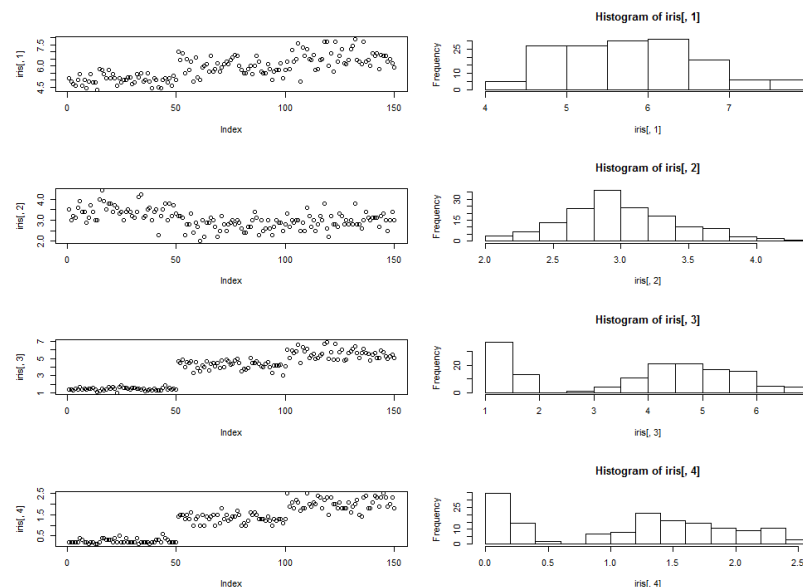 Histogram of iris[, 1]
iris[, 1]
4.5 6.0 7.5
0 50 100 150
Index
Frequency
0 10 25
4 5 6 7
iris[, 1]
Histogram of iris[, 2]
iris[, 2]
2.0 3.0 4.0
0 50 100 150
Index
Frequency
0 15 30
2.0 2.5 3.0 3.5 4.0
iris[, 2]
Histogram of iris[, 3]
iris[, 3]
1 3 5 7
0 50 100 150
Index
Frequency
0 20
1 2 3 4 5 6
iris[, 3]
Histogram of iris[, 4]
iris[, 4]
0.5 1.5 2.5
0 50 100 150
Index
Frequency
0 10 25
0.0 0.5 1.0 1.5 2.0 2.5
iris[, 4]